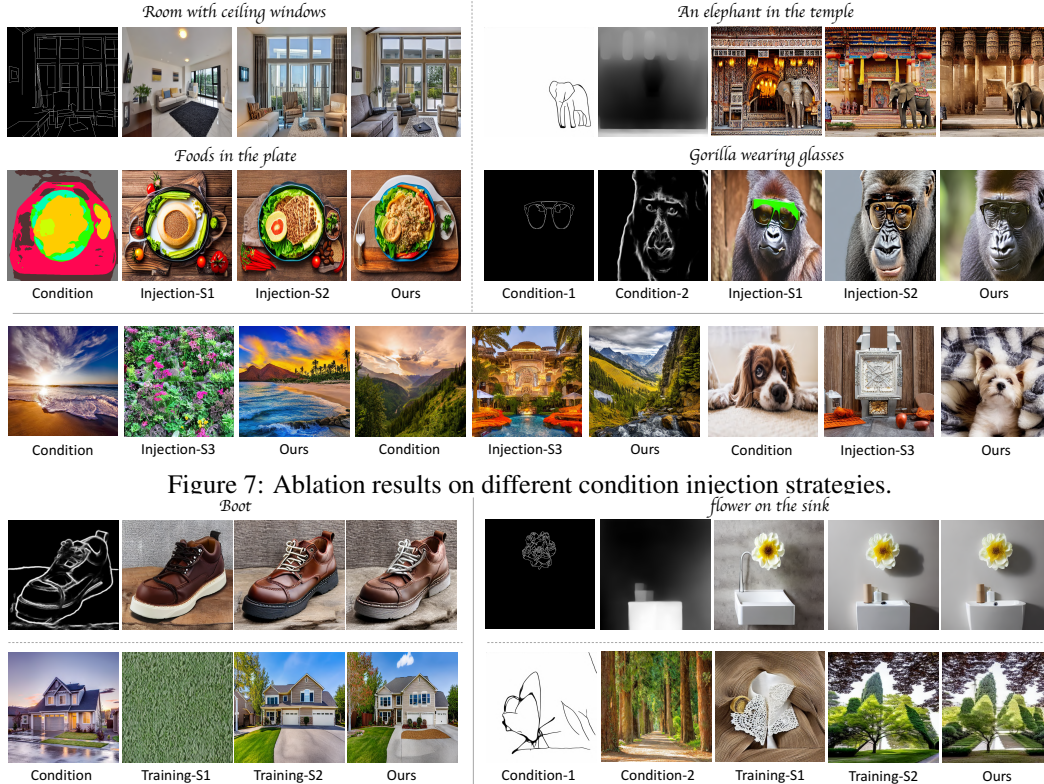 Room with ceiling windows
An elephant in the temple
Foods in the plate
Gorilla wearing glasses
Condition Injection-S1 Injection-S2 Ours
Condition-1 Condition-2 Injection-S1 Injection-S2 Ours
Condition Injection-S3 Ours Condition Injection-S3 Ours Condition Injection-S3 Ours
Figure 7: Ablation results on different condition injection strategies.
Boot
flower on the sink
Condition Training-S1 Training-S2 Ours
Condition-1 Condition-2 Training-S1 Training-S2 Ours